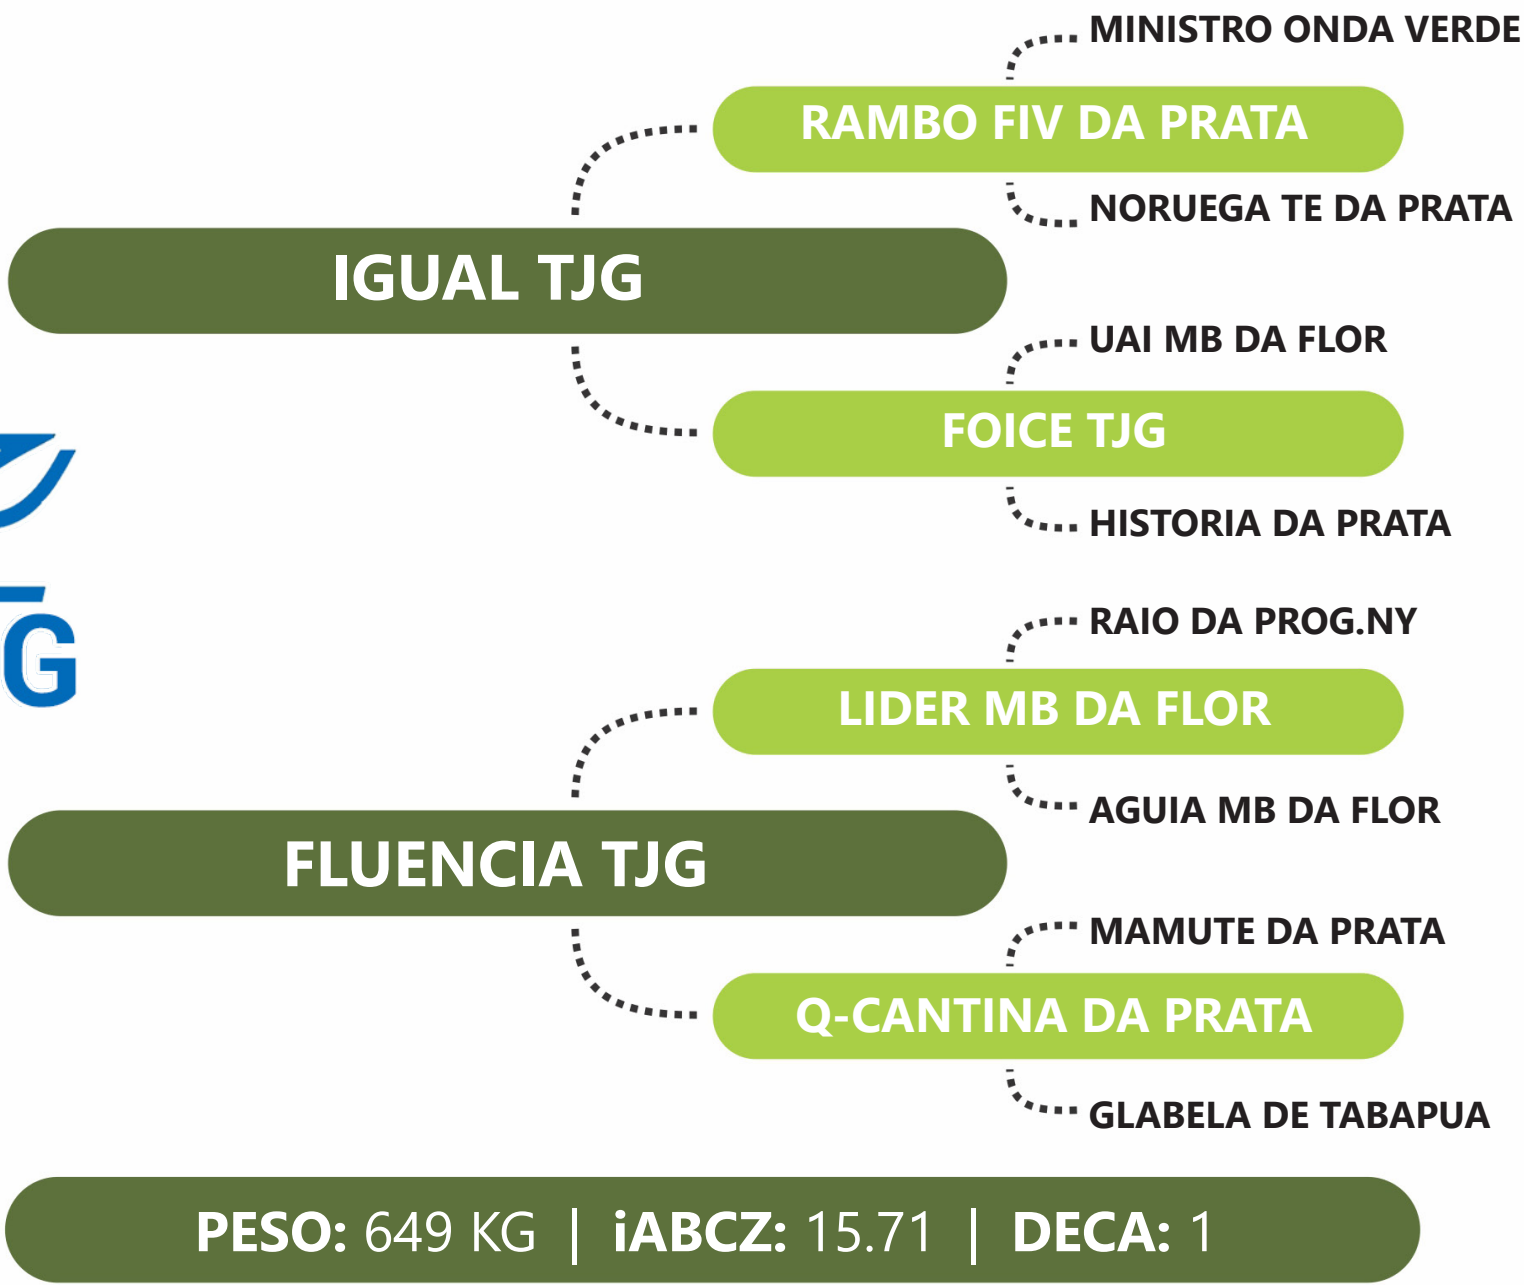 MINISTRO ONDA VERDE
RAMBO FIV DA PRATA
NORUEGA TE DA PRATA
IGUAL TJG
UAI MB DA FLOR
FOICE TJG
HISTORIA DA PRATA
RAIO DA PROG.NY
G
LIDER MB DA FLOR
AGUIA MB DA FLOR
FLUENCIA TJG
MAMUTE DA PRATA
Q-CANTINA DA PRATA
GLABELA DE TABAPUA
PESO: 649 KG | iABCZ: 15.71 | DECA: 1